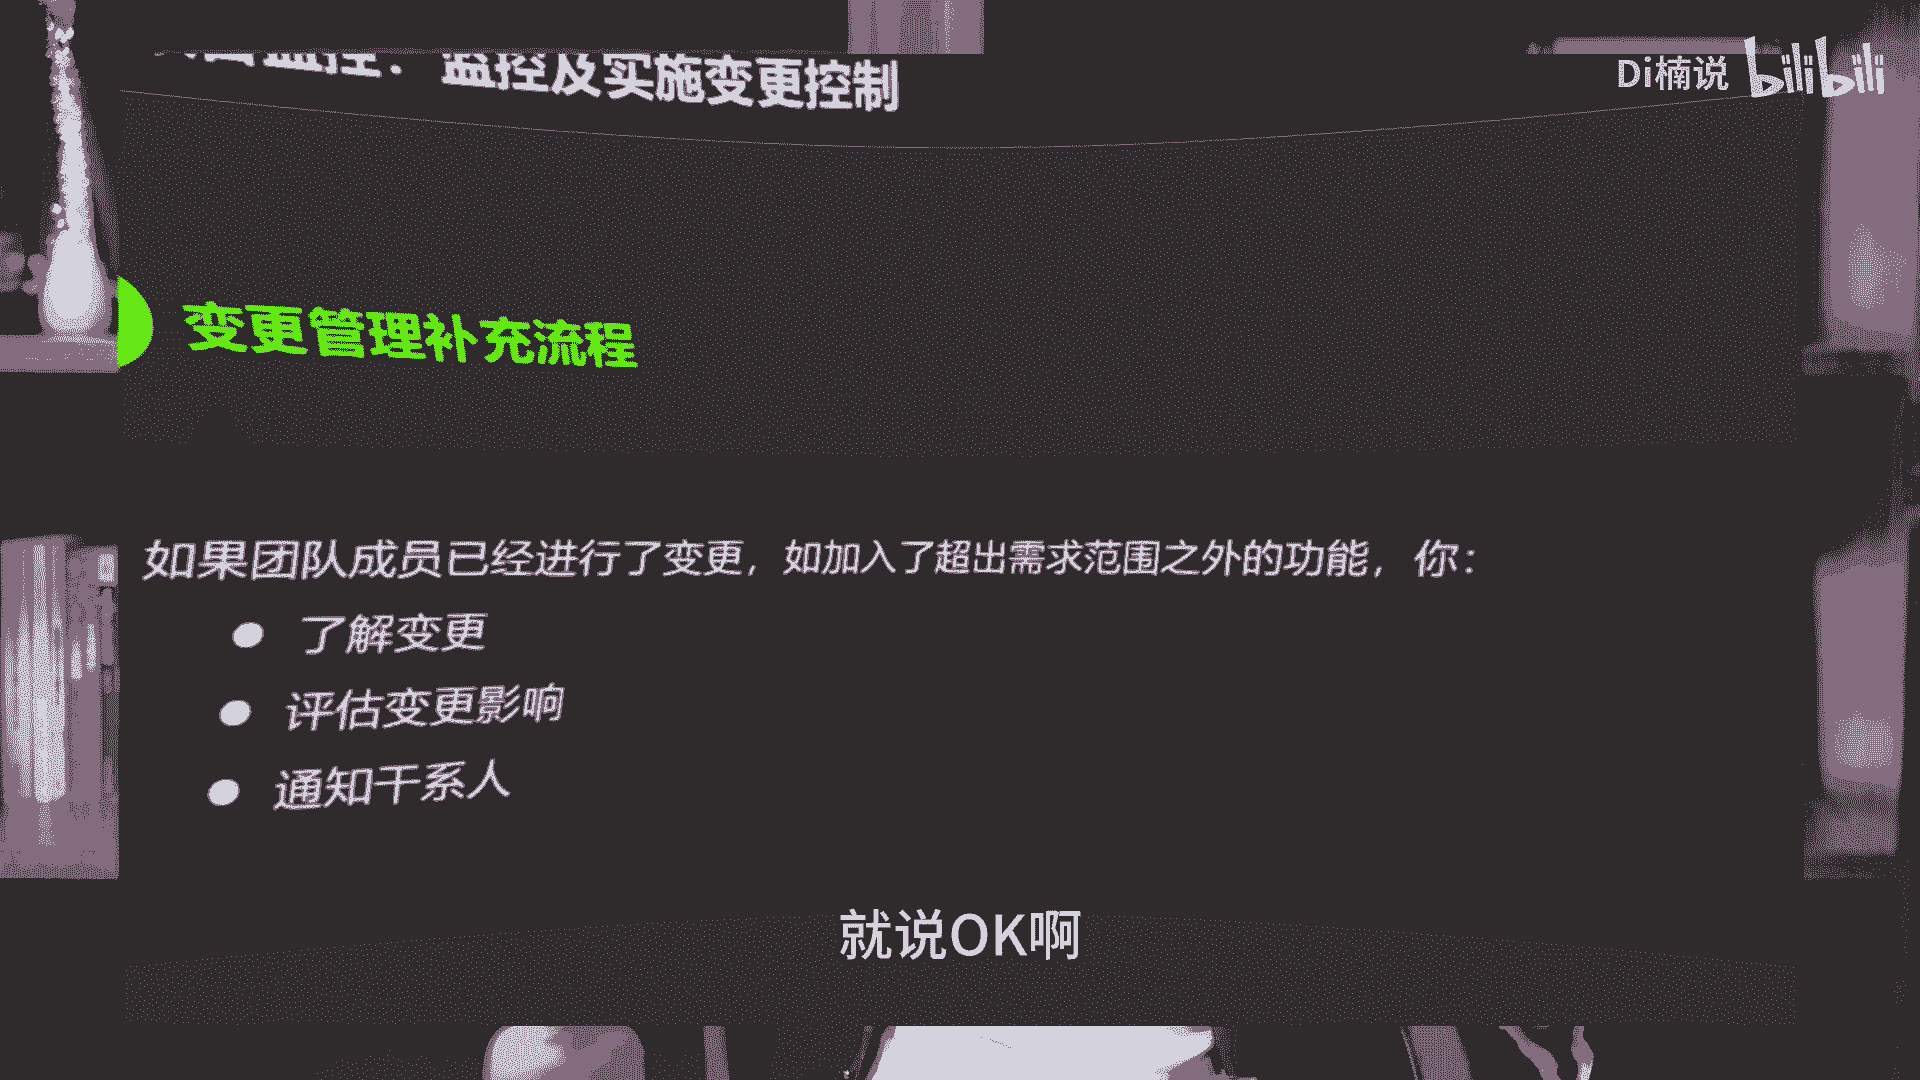 监控：监控及实施变更控制
Di楠说 bilibili
变更管理补充流程
如果团队成员已经进行了变更，如加入了超出需求范围之外的功能，你：
了解变更
评估变更影响
通知干系人
就说OK啊